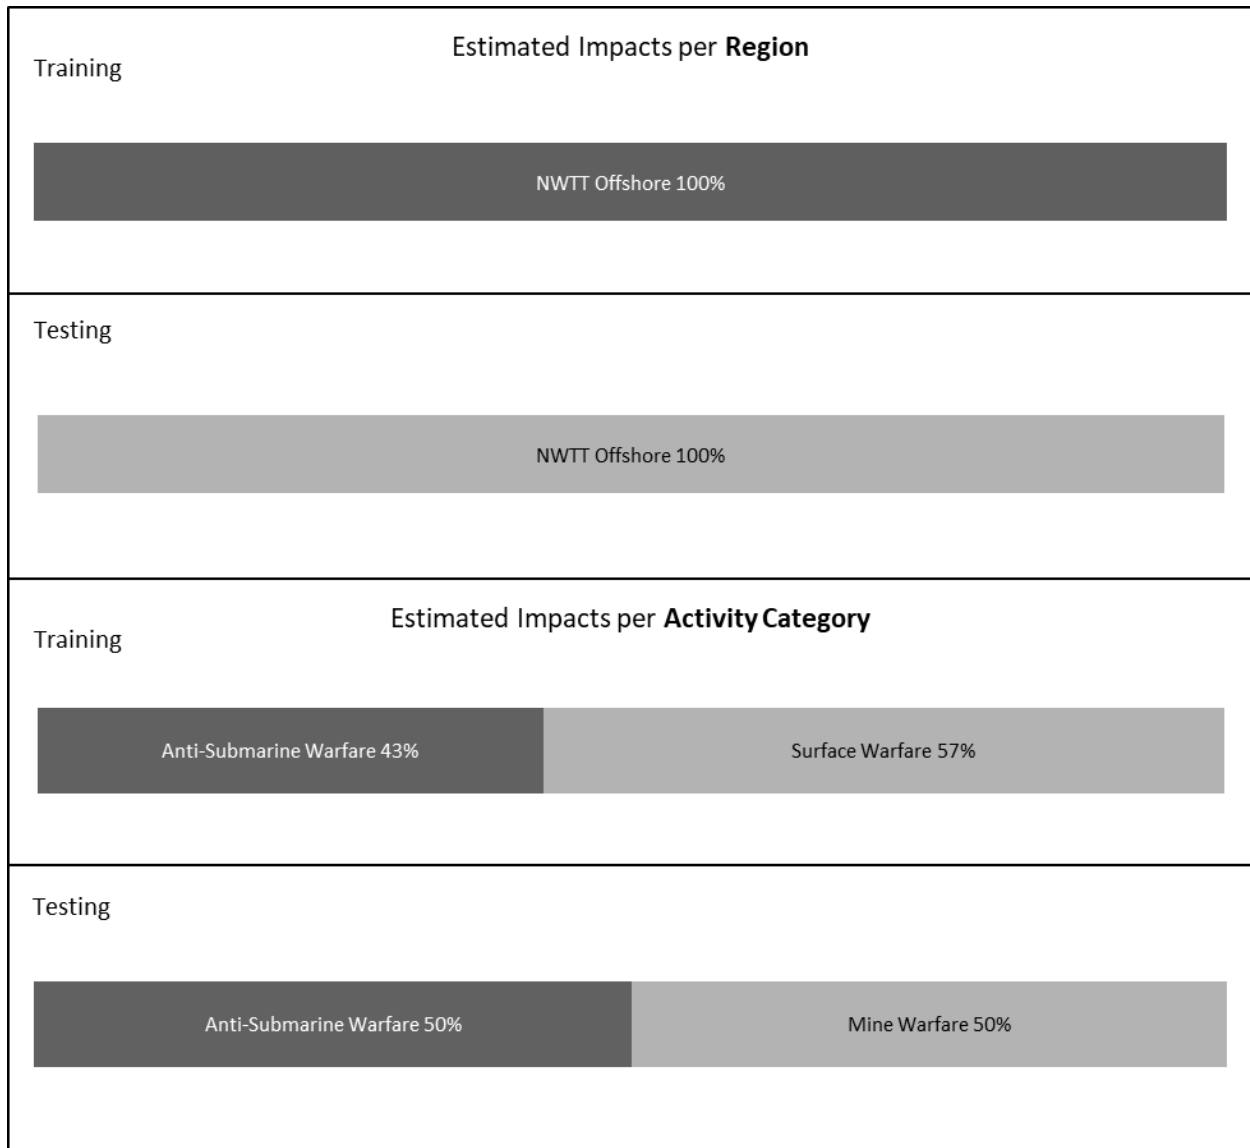 Estimated Impacts per Region
Training
NWTT Offshore 100%
Testing
NWTT Offshore 100%
Estimated Impacts per Activity Category
Training
Anti-Submarine Warfare 43%
Surface Warfare 57%
Testing
Anti-Submarine Warfare 50%
Mine Warfare 50%